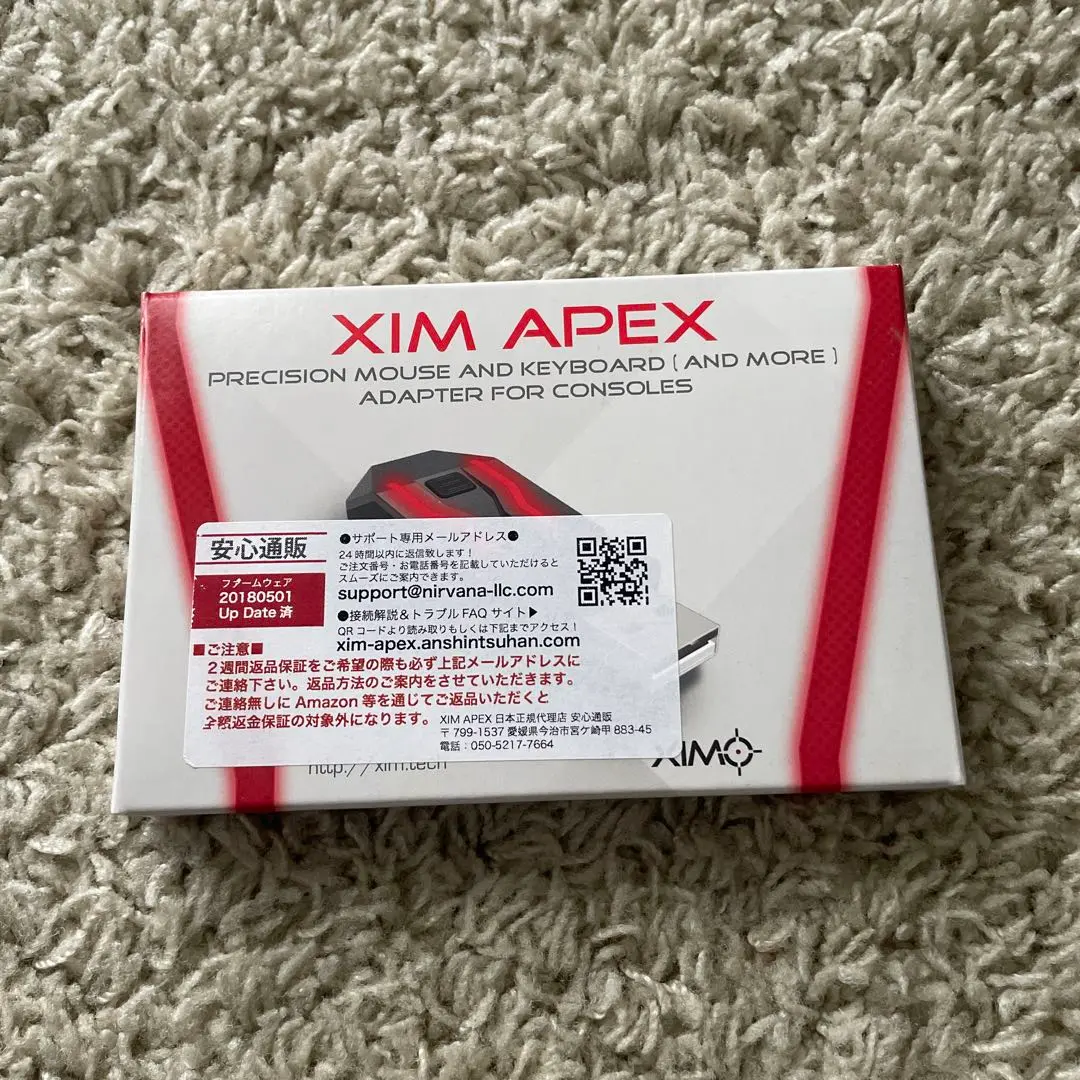 XIM APEX
PRECISION MOUSE AND KEYBOARD ( AND MORE )
ADAPTER FOR CONSOLES
安心通販
ファームウェア
20180501
Up Date 済
●サポート専用メールアドレス●
24時間以内に返信致します！
ご注文番号・お電話番号を記載していただけると
スムーズにご案内できます。
support@nirvana-llc.com
●接続解説＆トラブルFAQサイト▶
QRコードより読み取りもしくは下記までアクセス！
xim-apex.anshintsuhan.com
■ご注意■
２週間返品保証をご希望の際も必ず上記メールアドレスに
ご連絡下さい。返品方法のご案内をさせていただきます。
ご連絡無しに Amazon 等を通じてご返品いただくと
全額返金保証の対象外になります。
XIM APEX 日本正規代理店 安心通販
〒799-1537 愛媛県今治市宮ケ崎甲 883-45
電話：050-5217-7664
http://xim.tech
XIM